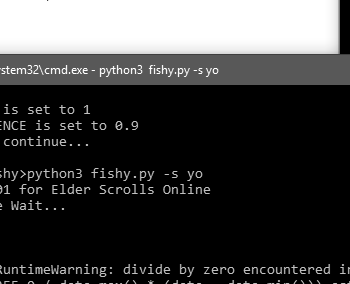 ystem32\cmd.exe - python3 fishy.py -s yo
is set to 1
ENCE is set to 0.9
continue...
shy>python3 fishy.py -s yo
01 for Elder Scrolls Online
e Wait...
RuntimeWarning: divide by zero encountered in